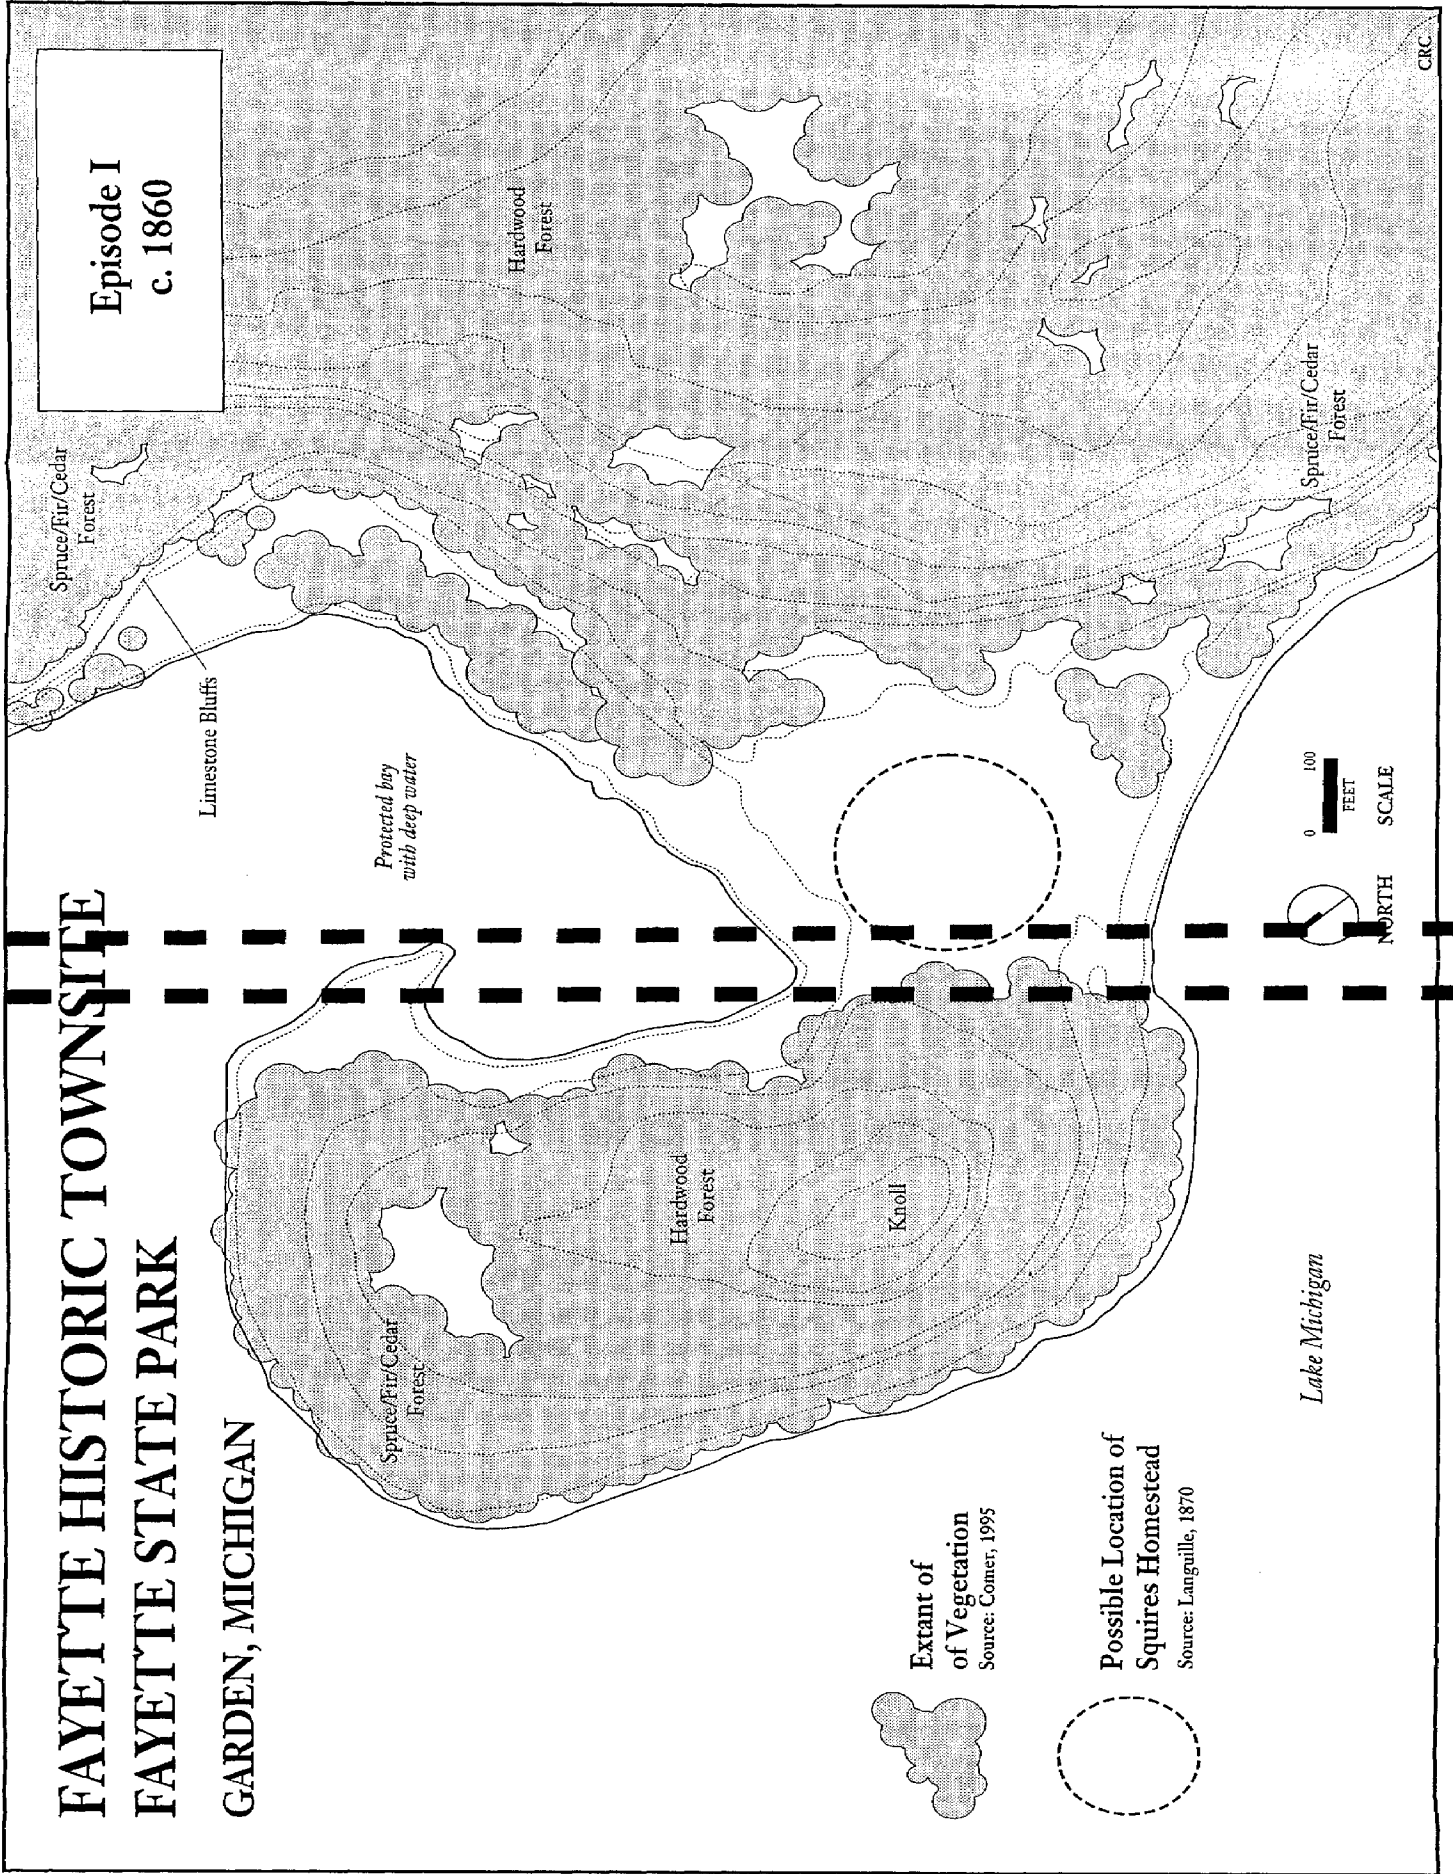 FAYETTE HISTORIC TOWNSITE
FAYETTE STATE PARK
GARDEN, MICHIGAN
Episode I
c. 1860
Spruce/Fir/Cedar
Forest
Limestone Bluffs
Protected bay
with deep water
Hardwood
Forest
Spruce/Fir/Cedar
Forest
Hardwood
Forest
Knoll
Spruce/Fir/Cedar
Forest
Extant of
of Vegetation
Source: Comer, 1995
Possible Location of
Squires Homestead
Source: Languille, 1870
Lake Michigan
NORTH
0 100
FEET
SCALE
CRC